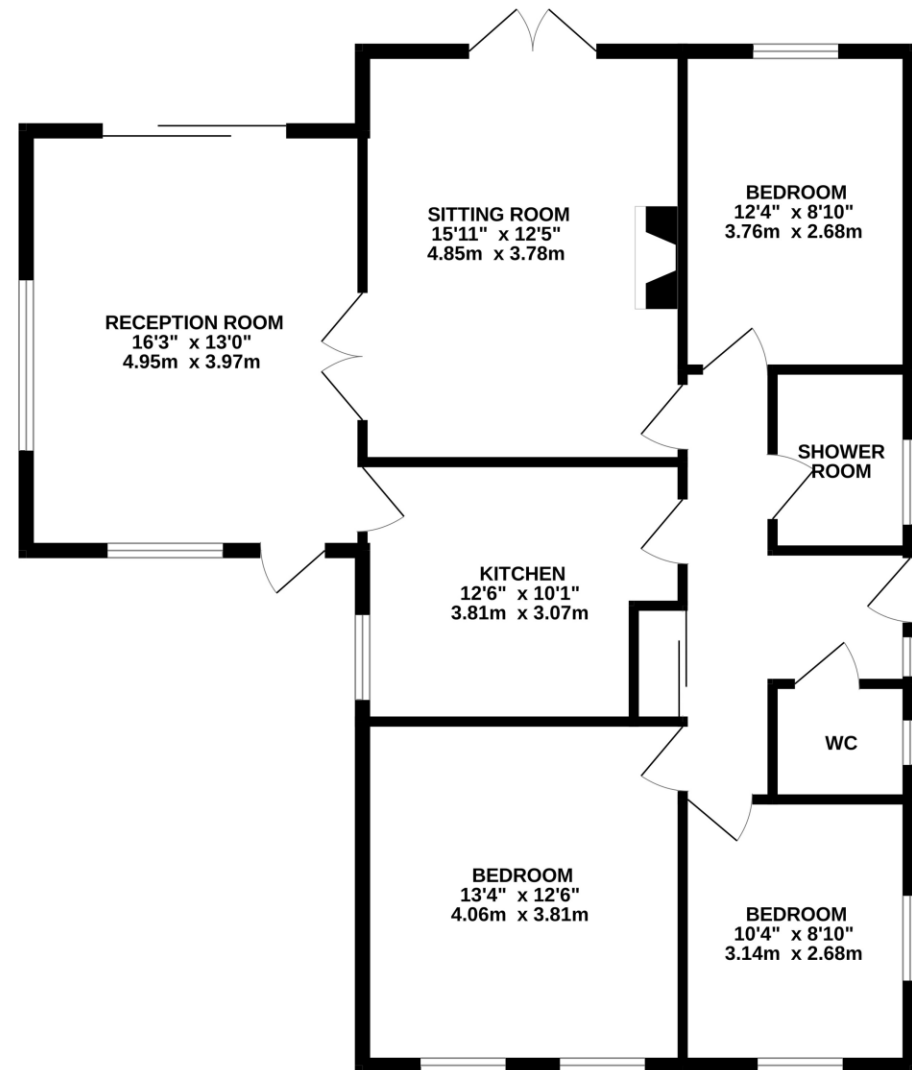 BEDROOM
12'4" x 8'10"
3.76m x 2.68m
SITTING ROOM
15'11" x 12'5"
4.85m x 3.78m
RECEPTION ROOM
16'3" x 13'0"
4.95m x 3.97m
SHOWER
ROOM
KITCHEN
12'6" x 10'1"
3.81m x 3.07m
WC
BEDROOM
13'4" x 12'6"
4.06m x 3.81m
BEDROOM
10'4" x 8'10"
3.14m x 2.68m